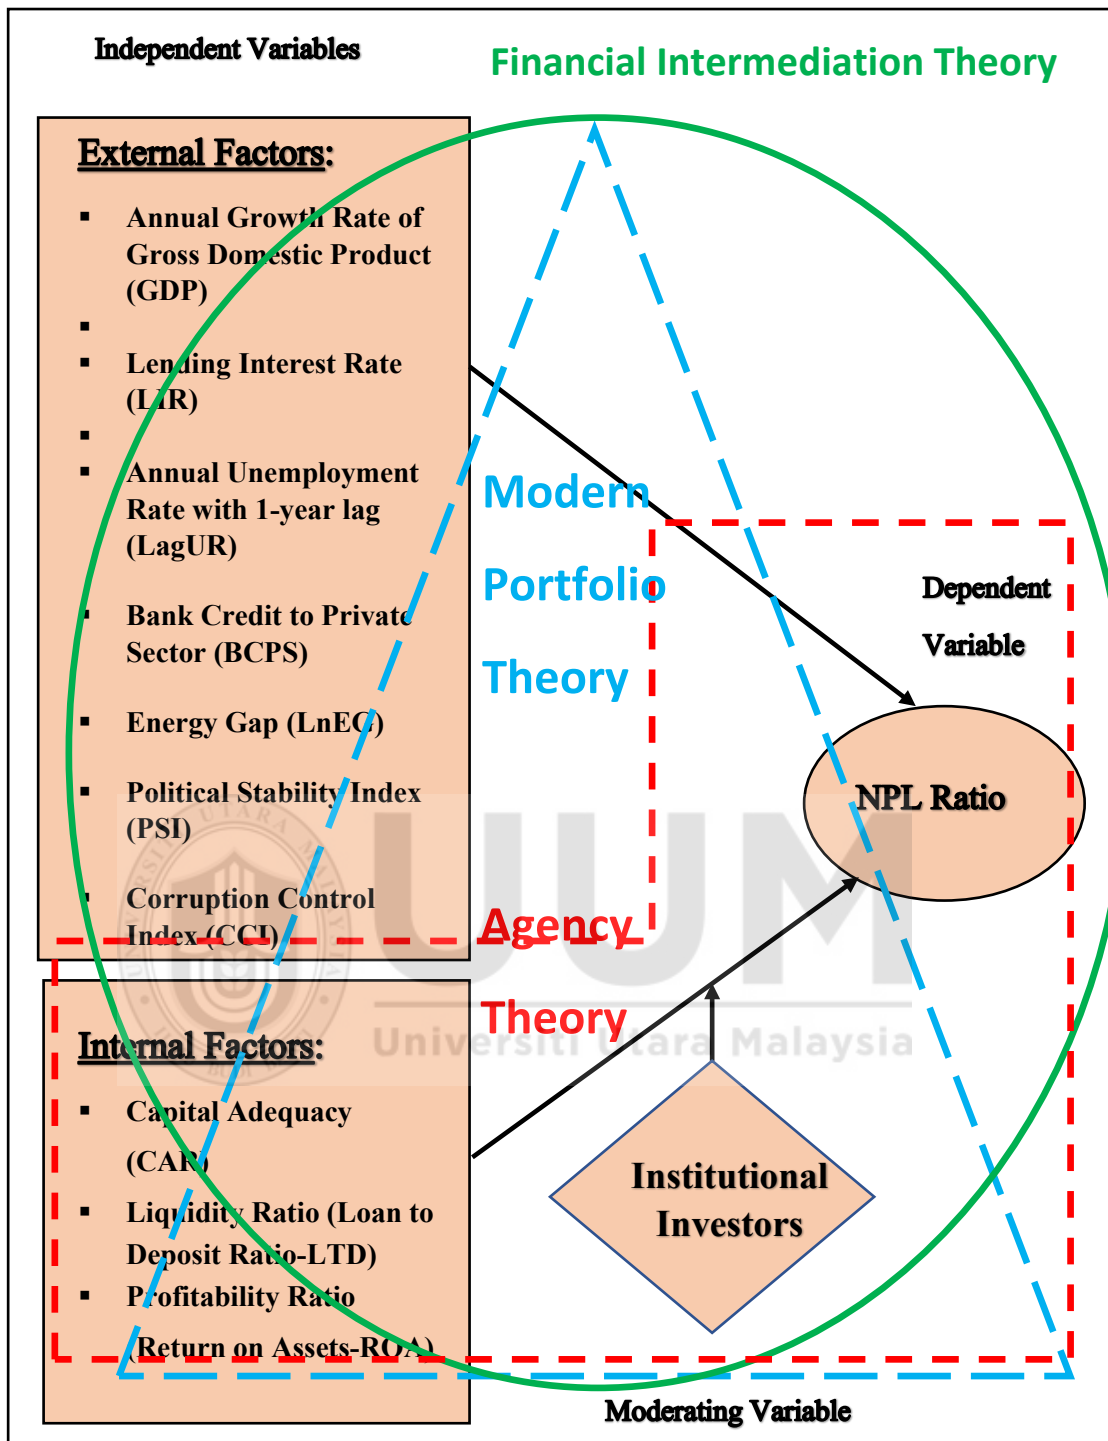 Independent Variables
Financial Intermediation Theory
External Factors:
▪ Annual Growth Rate of
Gross Domestic Product
(GDP)
▪
▪ Lending Interest Rate
(LIR)
▪
▪ Annual Unemployment
Rate with 1-year lag
(LagUR)
▪ Bank Credit to Private
Sector (BCPS)
▪ Energy Gap (LnEG)
▪ Political Stability Index
(PSI)
▪ Corruption Control
Index (CCI)
Modern
Portfolio
Theory
Dependent
Variable
NPL Ratio
Agency
Theory
UUM
Universiti Utara Malaysia
UNIVERSITI UTARA MALAYSIA
Internal Factors:
▪ Capital Adequacy
(CAR)
▪ Liquidity Ratio (Loan to
Deposit Ratio-LTD)
▪ Profitability Ratio
(Return on Assets-ROA)
Institutional
Investors
Moderating Variable